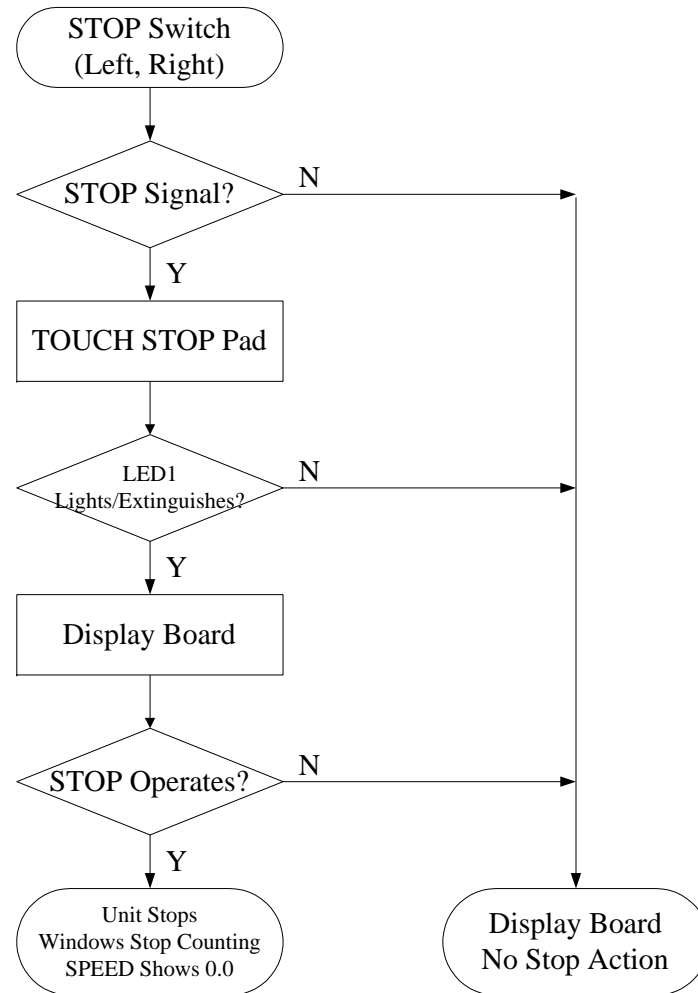 STOP Switch
(Left, Right)
STOP Signal?
N
Y
TOUCH STOP Pad
LED1
Lights/Extinguishes?
N
Y
Display Board
STOP Operates?
N
Y
Unit Stops
Windows Stop Counting
SPEED Shows 0.0
Display Board
No Stop Action